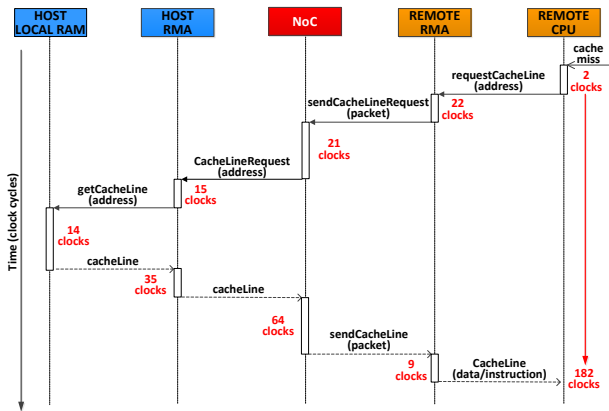 HOST
LOCAL RAM
HOST
RMA
NoC
REMOTE
RMA
REMOTE
CPU
cache
miss
2
clocks
requestCacheLine
(address)
22
clocks
sendCacheLineRequest
(packet)
21
clocks
CacheLineRequest
(address)
15
clocks
getCacheLine
(address)
14
clocks
cacheLine
35
clocks
cacheLine
64
clocks
sendCacheLine
(packet)
9
clocks
CacheLine
(data/instruction)
182
clocks
Time (clock cycles)